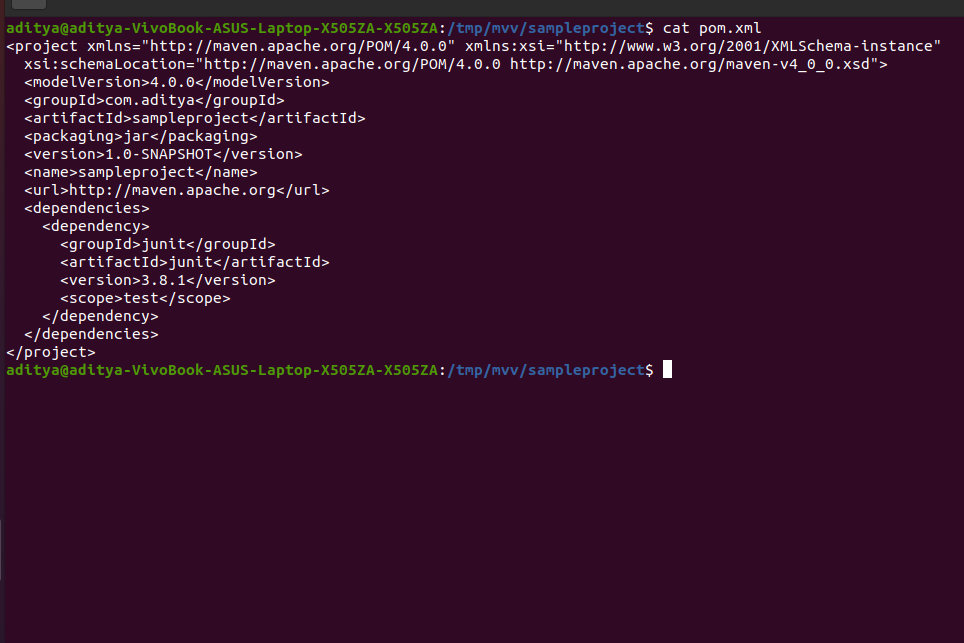 aditya@aditya-VivoBook-ASUS-Laptop-X505ZA-X505ZA:/tmp/mvv/sampleproject$ cat pom.xml
<project xmlns="http://maven.apache.org/POM/4.0.0" xmlns:xsi="http://www.w3.org/2001/XMLSchema-instance"
  xsi:schemaLocation="http://maven.apache.org/POM/4.0.0 http://maven.apache.org/maven-v4_0_0.xsd">
  <modelVersion>4.0.0</modelVersion>
  <groupId>com.aditya</groupId>
  <artifactId>sampleproject</artifactId>
  <packaging>jar</packaging>
  <version>1.0-SNAPSHOT</version>
  <name>sampleproject</name>
  <url>http://maven.apache.org</url>
  <dependencies>
    <dependency>
      <groupId>junit</groupId>
      <artifactId>junit</artifactId>
      <version>3.8.1</version>
      <scope>test</scope>
    </dependency>
  </dependencies>
</project>
aditya@aditya-VivoBook-ASUS-Laptop-X505ZA-X505ZA:/tmp/mvv/sampleproject$